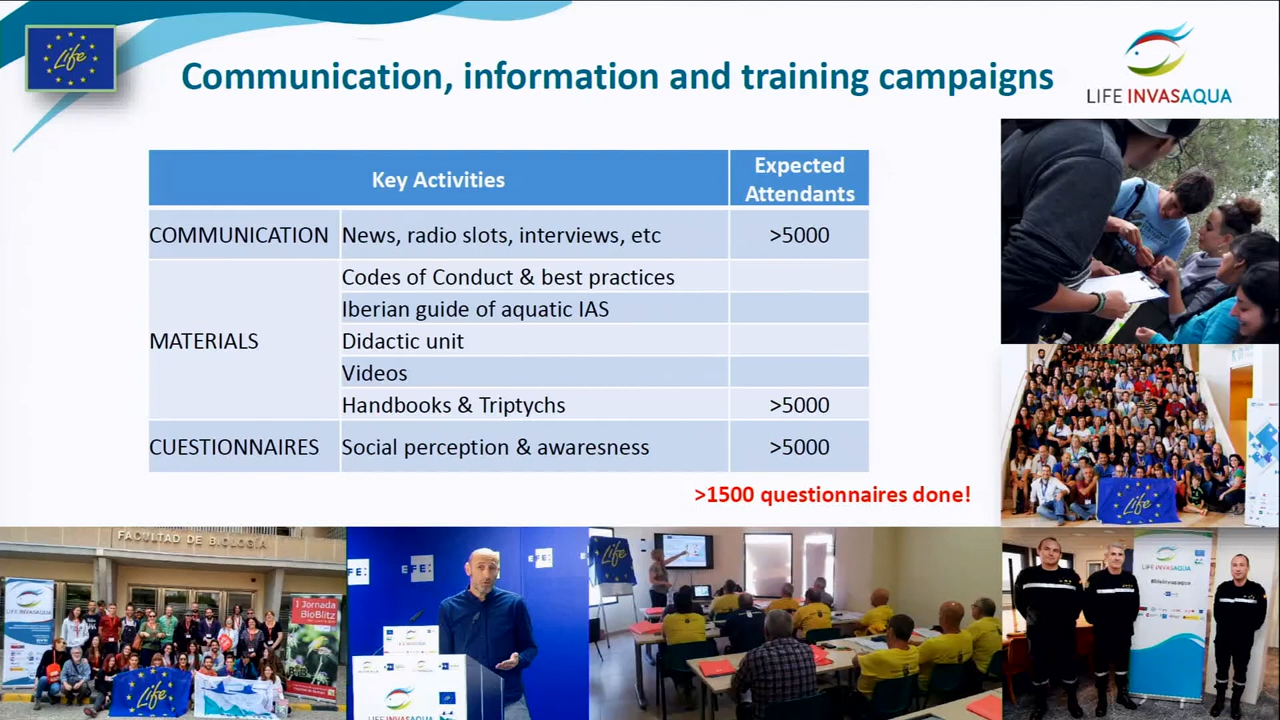 Life
Communication, information and training campaigns
LIFE INVASAQUA
Key Activities
Expected
Attendants
COMMUNICATION
News, radio slots, interviews, etc
>5000
MATERIALS
Codes of Conduct & best practices
Iberian guide of aquatic IAS
Didactic unit
Videos
Handbooks & Triptychs
>5000
CUESTIONNAIRES
Social perception & awaresness
>5000
>1500 questionnaires done!
Life
FACULTAD DE BIOLOGÍA
LIFE INVASAQUA
I Jornada
BioBlitz
Life
EFE:
EFE:
LIFE INVASAQUA
Life
LIFE INVASAQUA
#lifeinvasaqua